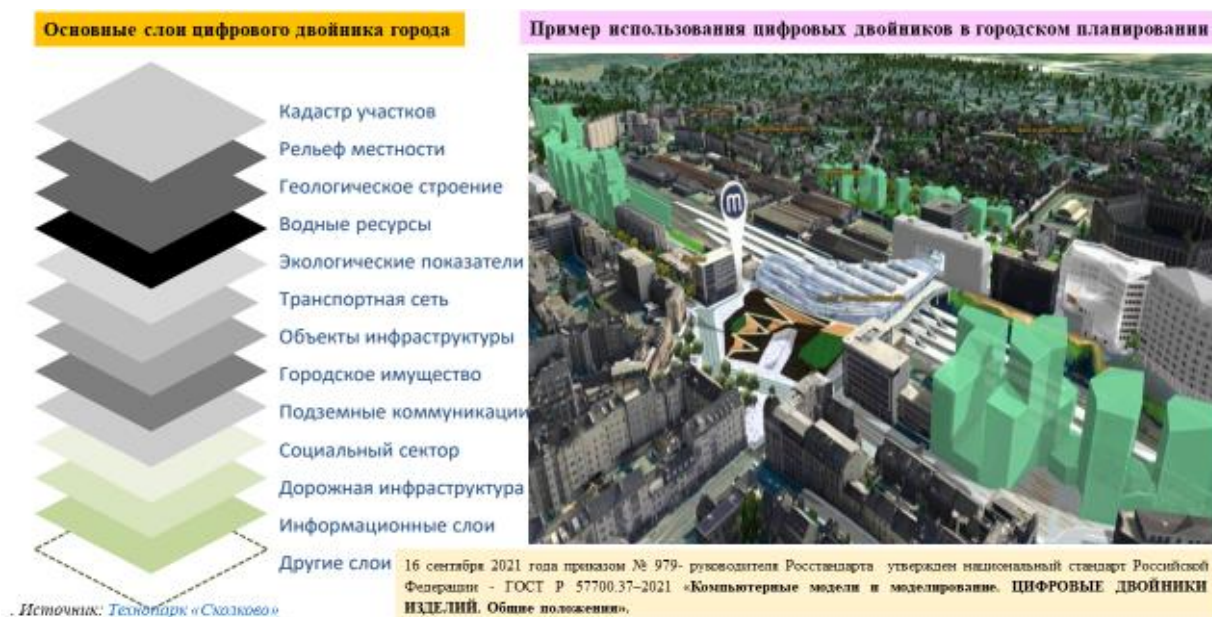 Основные слои цифрового двойника города
Пример использования цифровых двойников в городском планировании
Кадастр участков
Рельеф местности
Геологическое строение
Водные ресурсы
Экологические показатели
Транспортная сеть
Объекты инфраструктуры
Городское имущество
Подземные коммуникации
Социальный сектор
Дорожная инфраструктура
Информационные слои
Другие слои
. Источник: Технопарк «Сколково»
m
16 сентября 2021 года приказом № 979- руководителя Росстандарта утвержден национальный стандарт Российской
Федерации - ГОСТ Р 57700.37–2021 «Компьютерные модели и моделирование. ЦИФРОВЫЕ ДВОЙНИКИ
ИЗДЕЛИЙ. Общие положения».